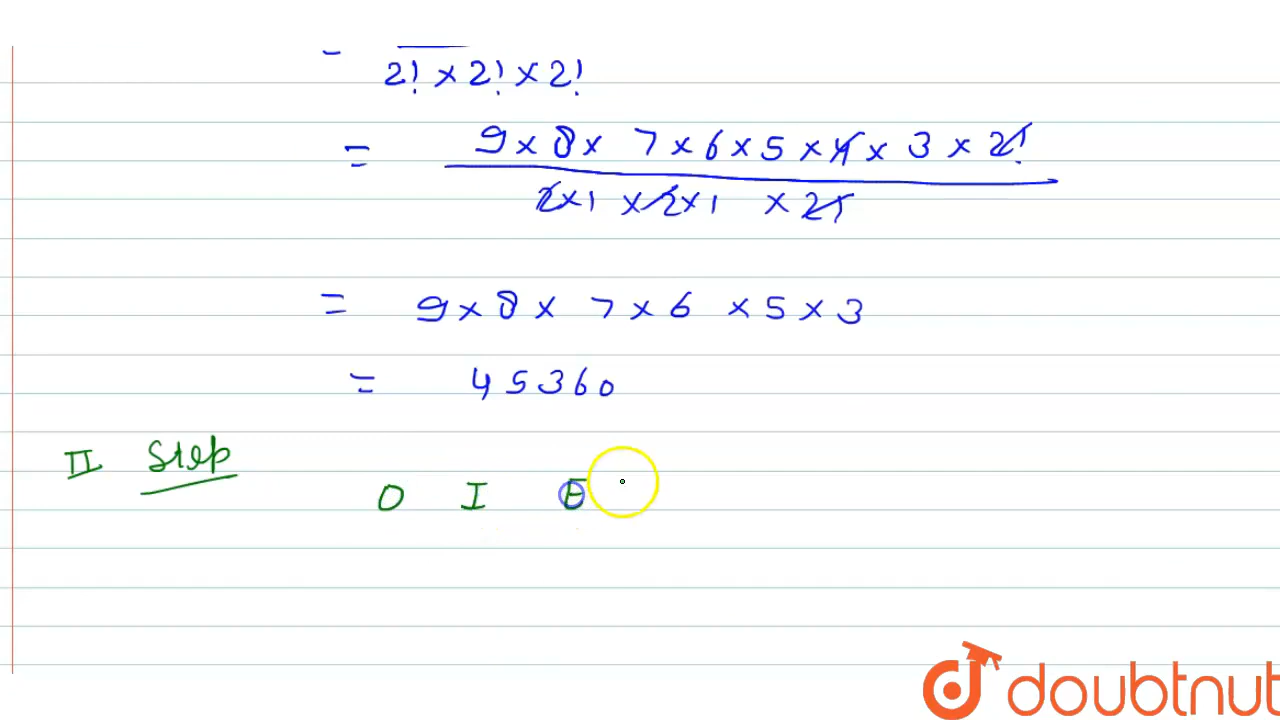 =
2! × 2! × 2!
= 9 × 8 × 7 × 6 × 5 × 4 × 3 × 2!
2×1 × 2×1 × 2!
= 9 × 8 × 7 × 6 × 5 × 3
= 45360
II Step
O I E
doubtnut